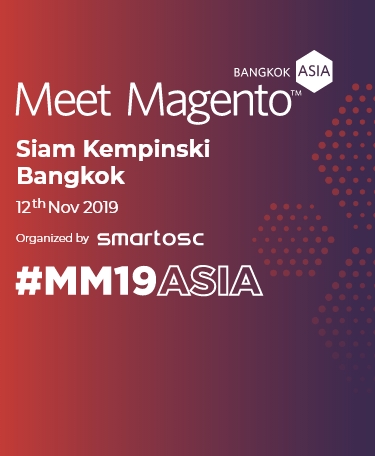 BANGKOK ASIA
Meet Magento™
Siam Kempinski
Bangkok
12th Nov 2019
Organized by smartosc
#MM19ASIA